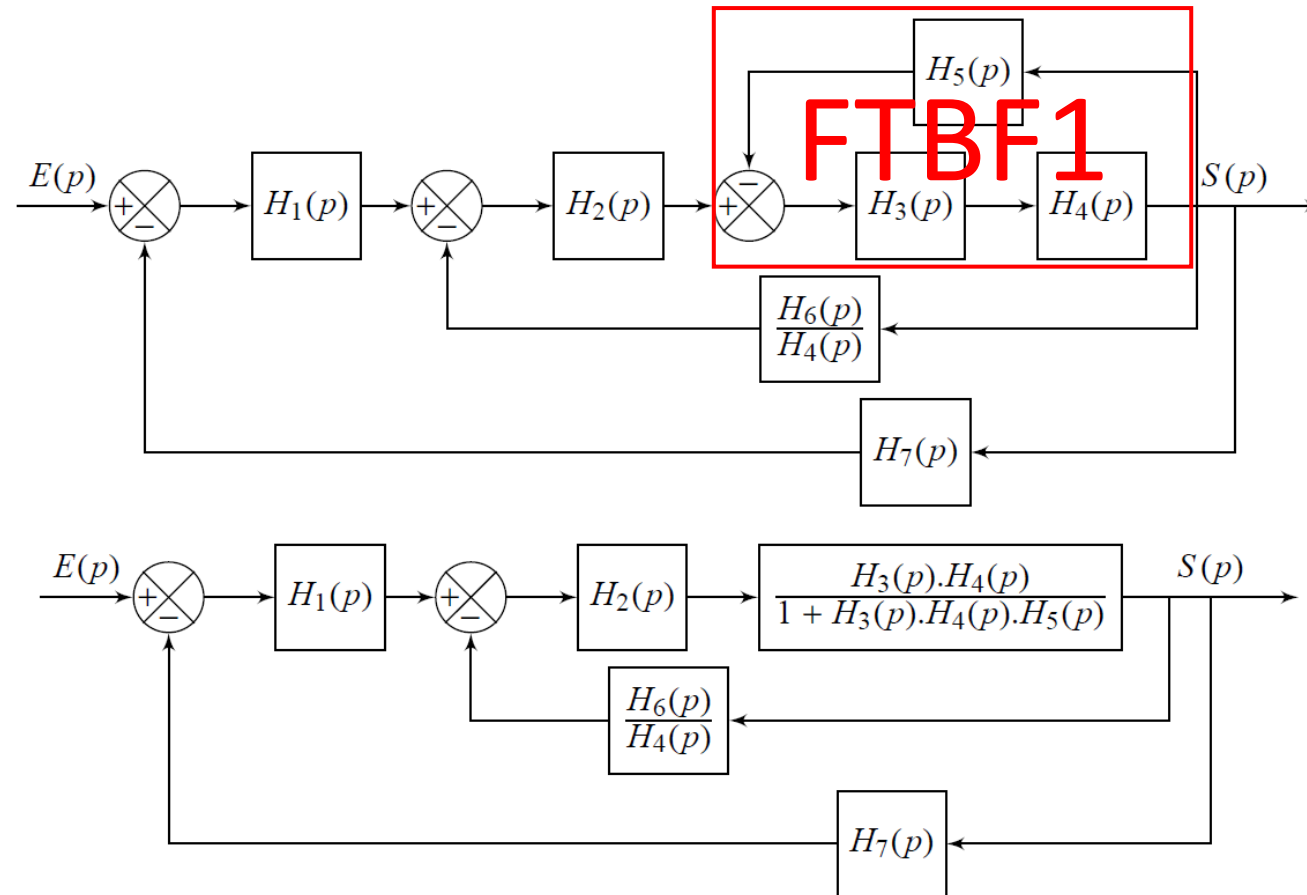 H₅(p)
FTBF1
E(p)
+
−
H₁(p)
+
−
H₂(p)
+
−
H₃(p)
H₄(p)
S(p)
H₆(p)
H₄(p)
H₇(p)
E(p)
+
−
H₁(p)
+
−
H₂(p)
H₃(p).H₄(p)
1 + H₃(p).H₄(p).H₅(p)
S(p)
H₆(p)
H₄(p)
H₇(p)